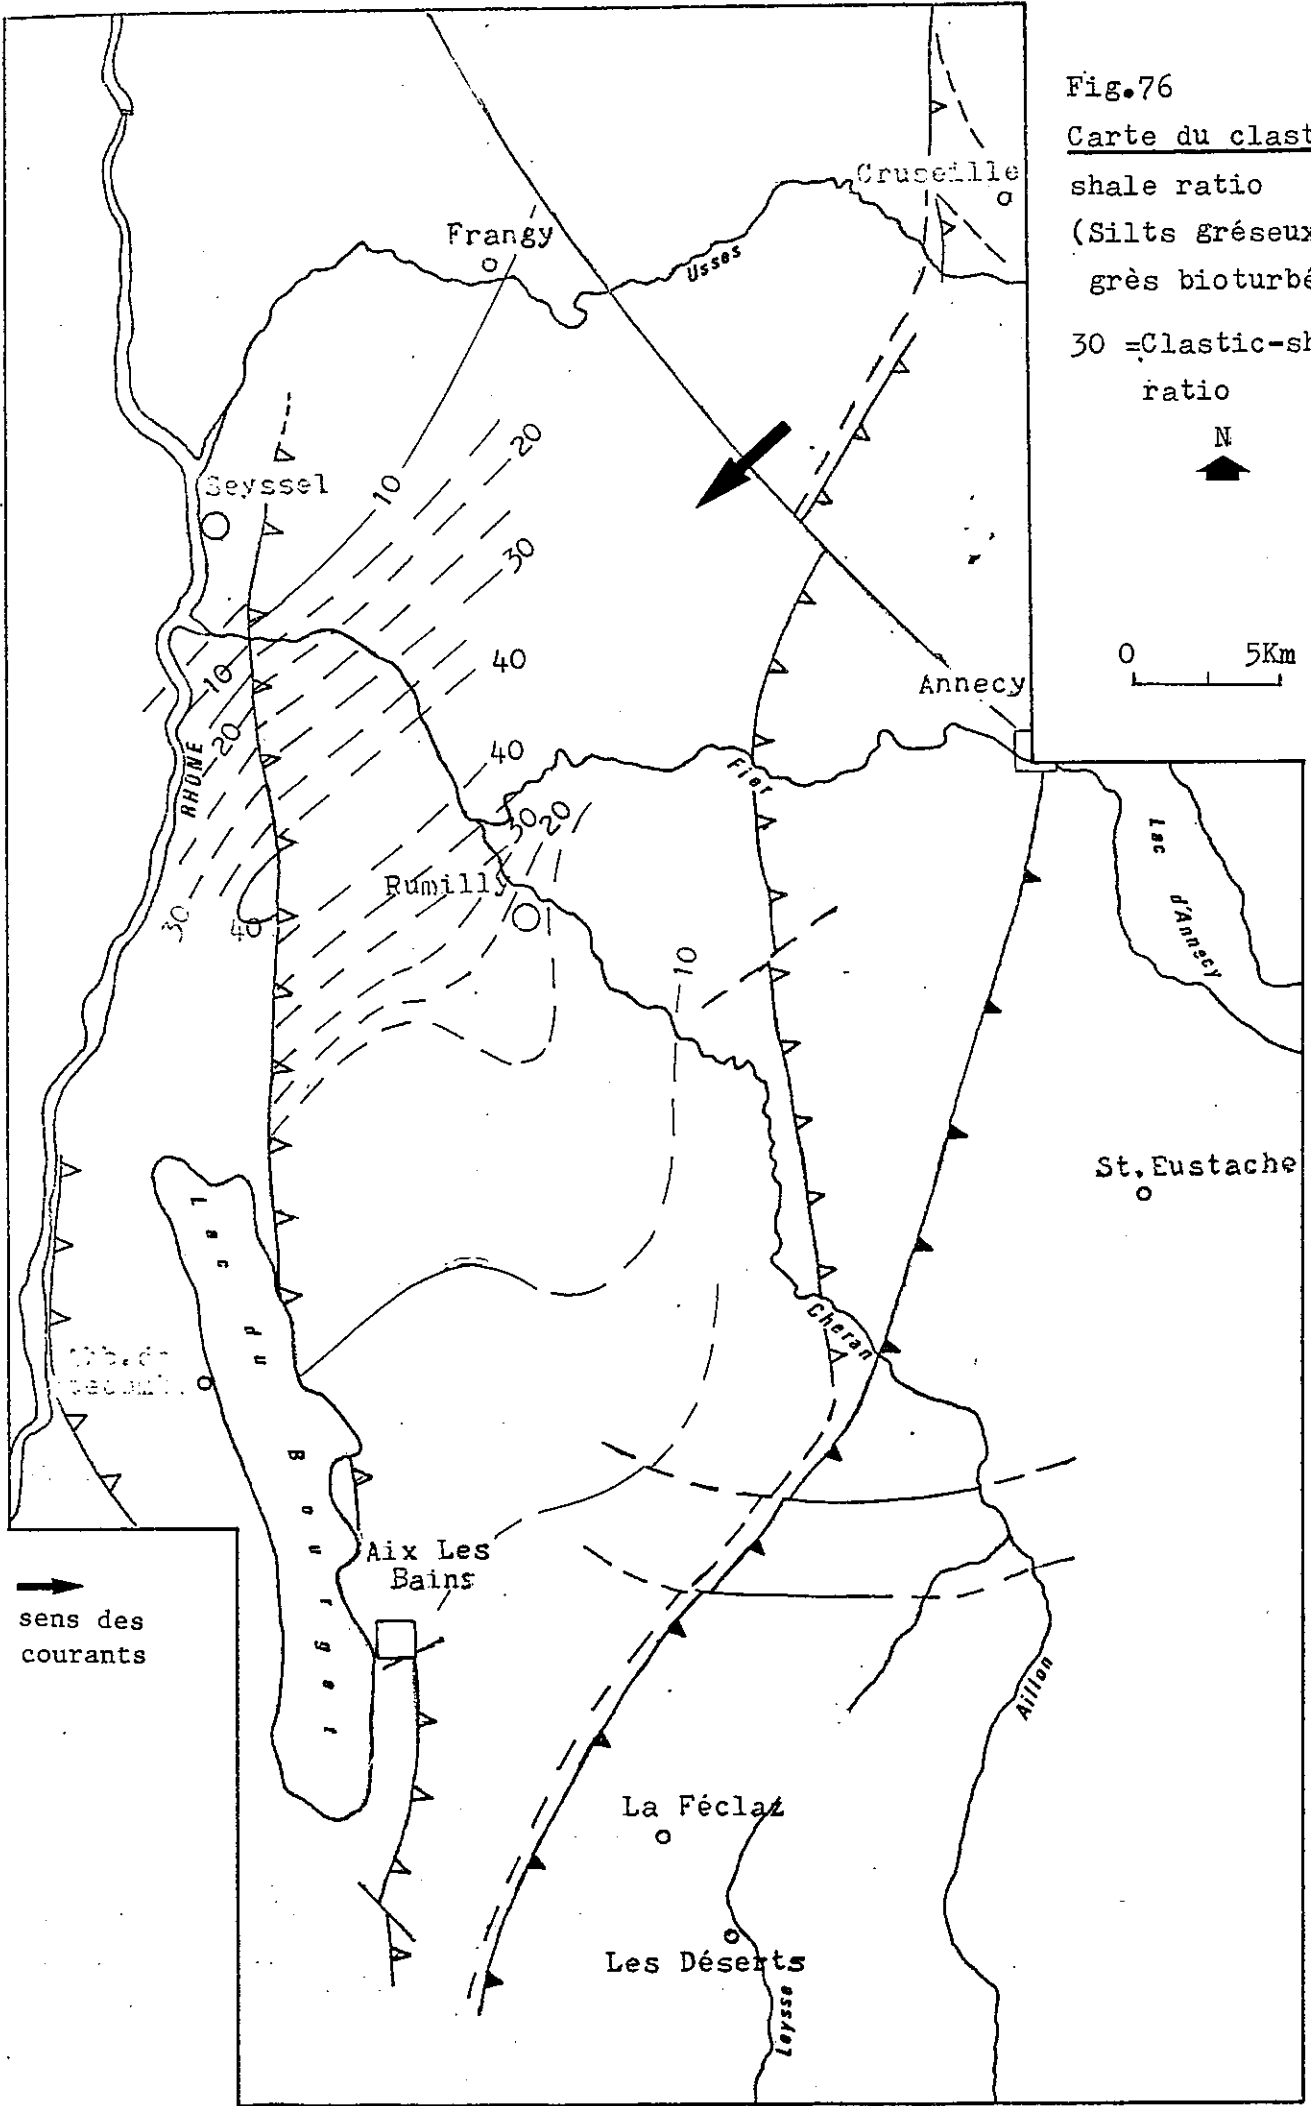 Fig.76
Carte du clast
shale ratio
(Silts gréseux
grès bioturbé
30 =Clastic-sh
ratio
N
0 5Km
Cruseille
Frangy
Usses
20
10
Seyssel
30
40
10
Annecy
20
RHONE
40
Fier
30 20
Lac
d'Annecy
Rumilly
30
40
10
St.Eustache
Lac
du
Bourget
Cheran
Aix Les
Bains
sens des
courants
Aillon
La Féclaz
Les Déserts
Leysse